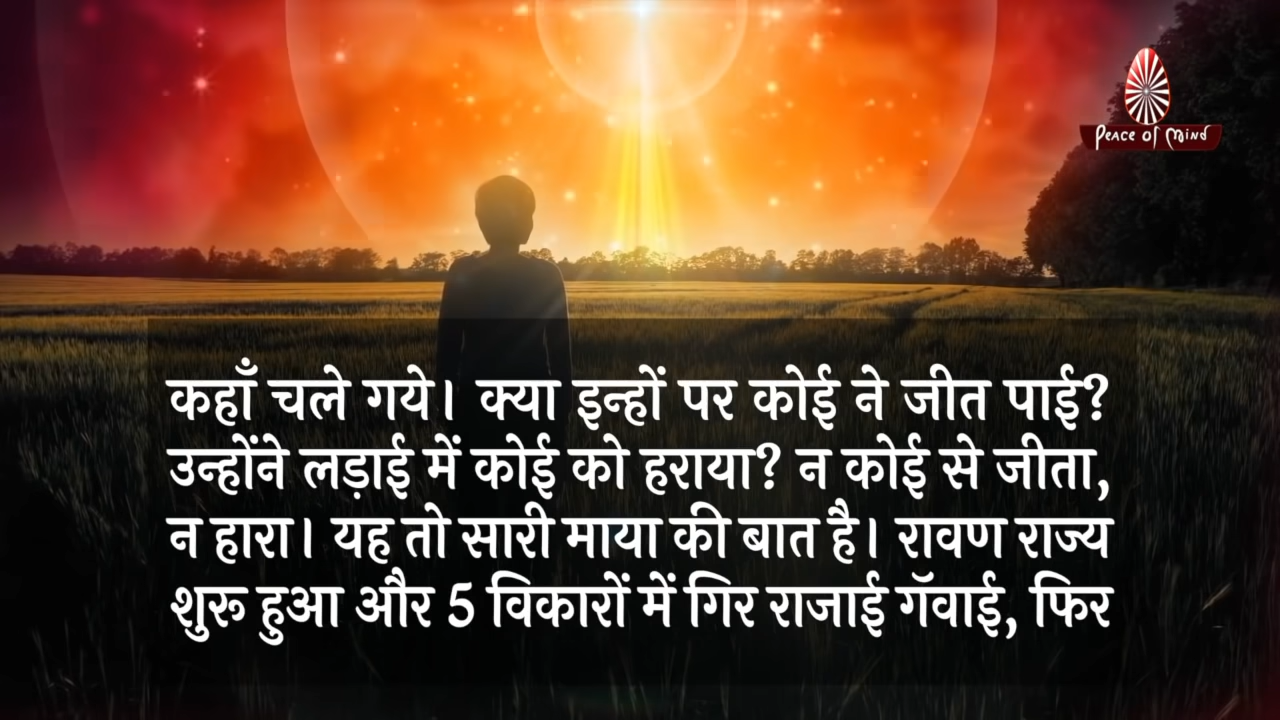 Peace of Mind
कहाँ चले गये। क्या इन्हों पर कोई ने जीत पाई?
उन्होंने लड़ाई में कोई को हराया? न कोई से जीता,
न हारा। यह तो सारी माया की बात है। रावण राज्य
शुरू हुआ और 5 विकारों में गिर राजाई गॅवाई, फिर